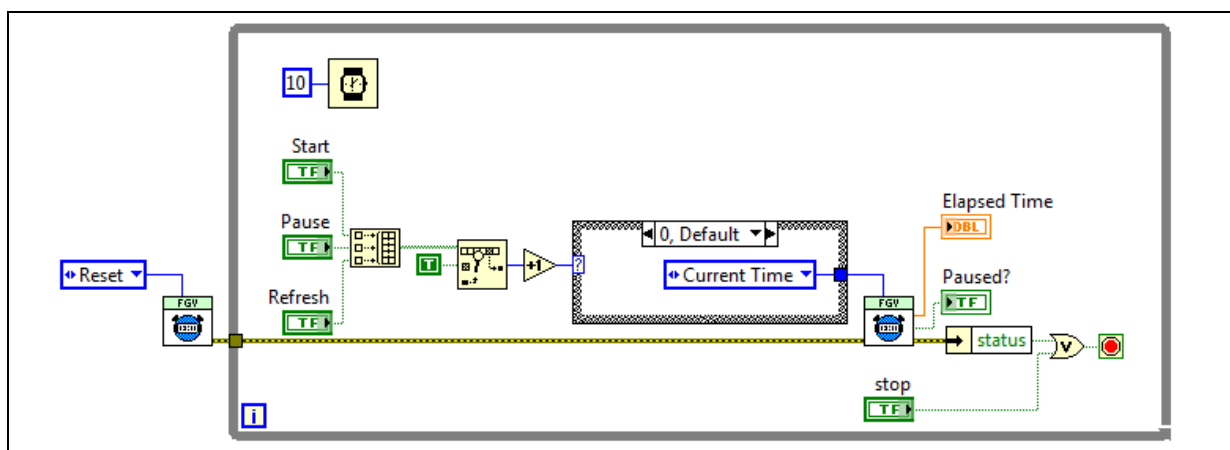 10
Start
TF
Pause
TF
Refresh
TF
Reset
FGV
T
+1
?
0, Default
Current Time
FGV
Elapsed Time
DBL
Paused?
TF
status
V
stop
TF
i